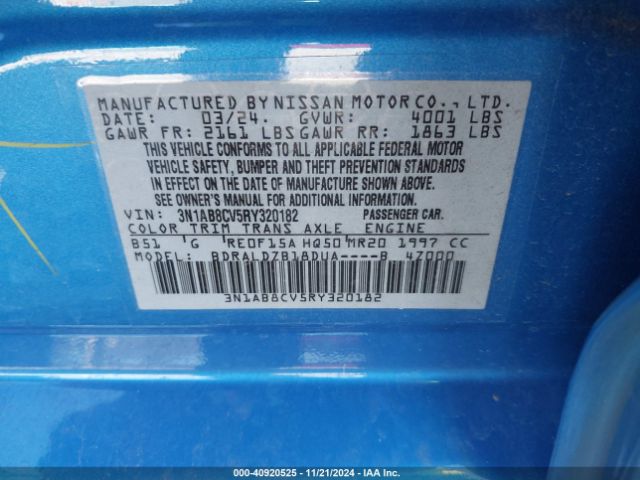 MANUFACTURED BY NISSAN MOTOR CO., LTD.
DATE: 03/24. GVWR: 4001 LBS
GAWR FR: 2161 LBS GAWR RR: 1863 LBS
THIS VEHICLE CONFORMS TO ALL APPLICABLE FEDERAL MOTOR
VEHICLE SAFETY, BUMPER AND THEFT PREVENTION STANDARDS
IN EFFECT ON THE DATE OF MANUFACTURE SHOWN ABOVE.
SEE OWNER'S MANUAL FOR ADDITIONAL INFORMATION.
VIN: 3N1AB8CV5RY320182 PASSENGER CAR.
COLOR TRIM TRANS AXLE ENGINE
B51 G RE0F15A HQ50 MR20 1997 CC
MODEL: BDRALDZB18DUA----B 4Z000
3N1AB8CV5RY320182
000-40920525 - 11/21/2024 - IAA Inc.